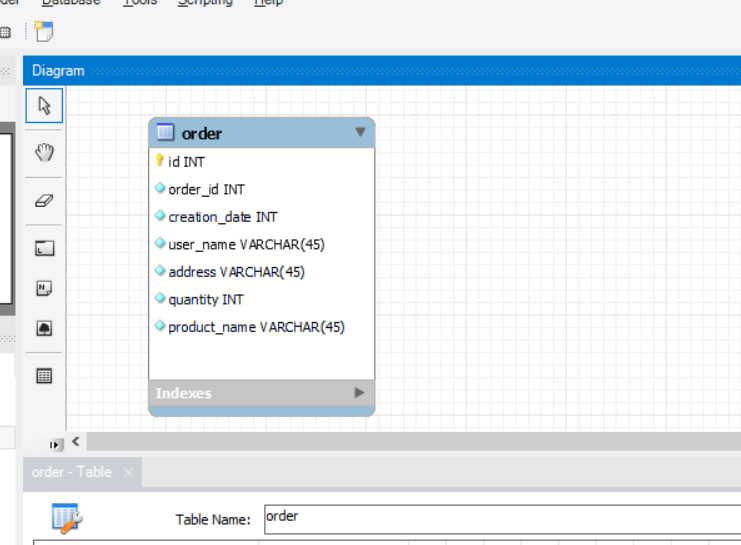 Database Tools Scripting Help
Diagram
order
id INT
order_id INT
creation_date INT
user_name VARCHAR(45)
address VARCHAR(45)
quantity INT
product_name VARCHAR(45)
Indexes
order - Table
Table Name: order